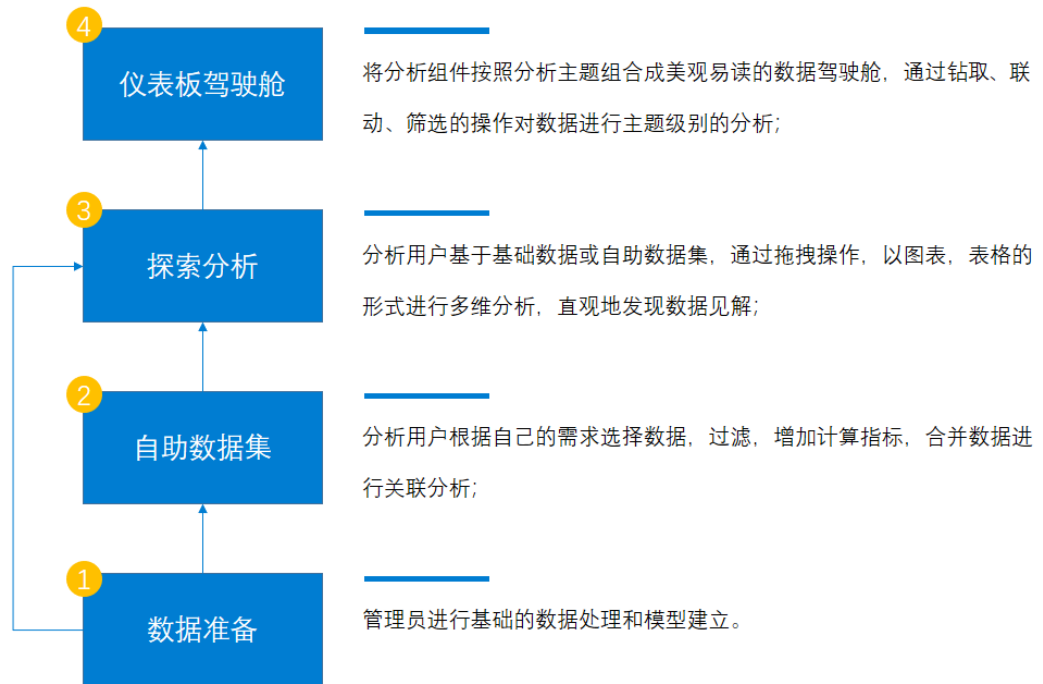 4
仪表板驾驶舱
将分析组件按照分析主题组合成美观易读的数据驾驶舱，通过钻取、联
动、筛选的操作对数据进行主题级别的分析;
3
探索分析
分析用户基于基础数据或自助数据集，通过拖拽操作，以图表，表格的
形式进行多维分析，直观地发现数据见解;
2
自助数据集
分析用户根据自己的需求选择数据，过滤，增加计算指标，合并数据进
行关联分析;
1
数据准备
管理员进行基础的数据处理和模型建立。